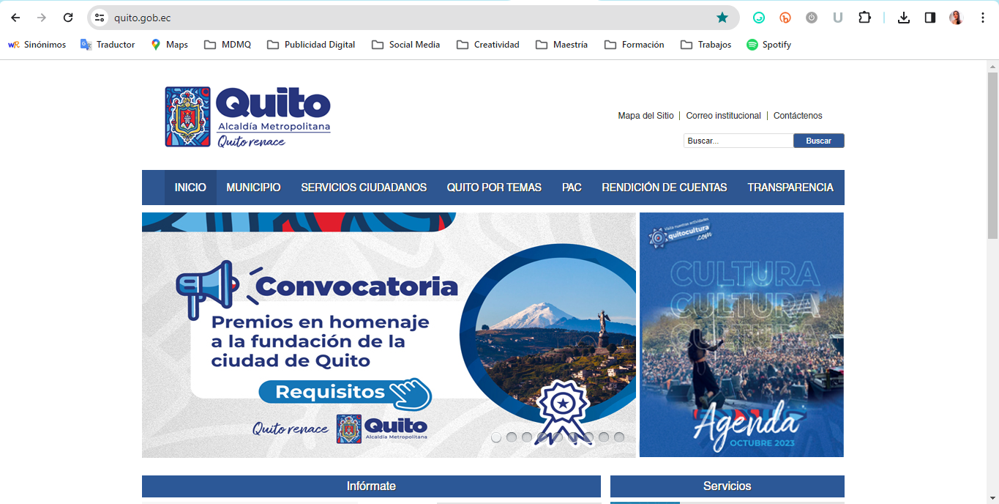 quito.gob.ec
Sinónimos
Traductor
Maps
MDMQ
Publicidad Digital
Social Media
Creatividad
Maestría
Formación
Trabajos
Spotify
Quito
Alcaldía Metropolitana
Quito renace
Mapa del Sitio | Correo institucional | Contáctenos
Buscar...
Buscar
INICIO
MUNICIPIO
SERVICIOS CIUDADANOS
QUITO POR TEMAS
PAC
RENDICIÓN DE CUENTAS
TRANSPARENCIA
Convocatoria
Premios en homenaje
a la fundación de la
ciudad de Quito
Requisitos
Quito renace
Quito
Alcaldía Metropolitana
Visita nuestras actividades
quitocultura
.com
CULTURA
CULTURA
CULTURA
Agenda
OCTUBRE 2023
Infórmate
Servicios